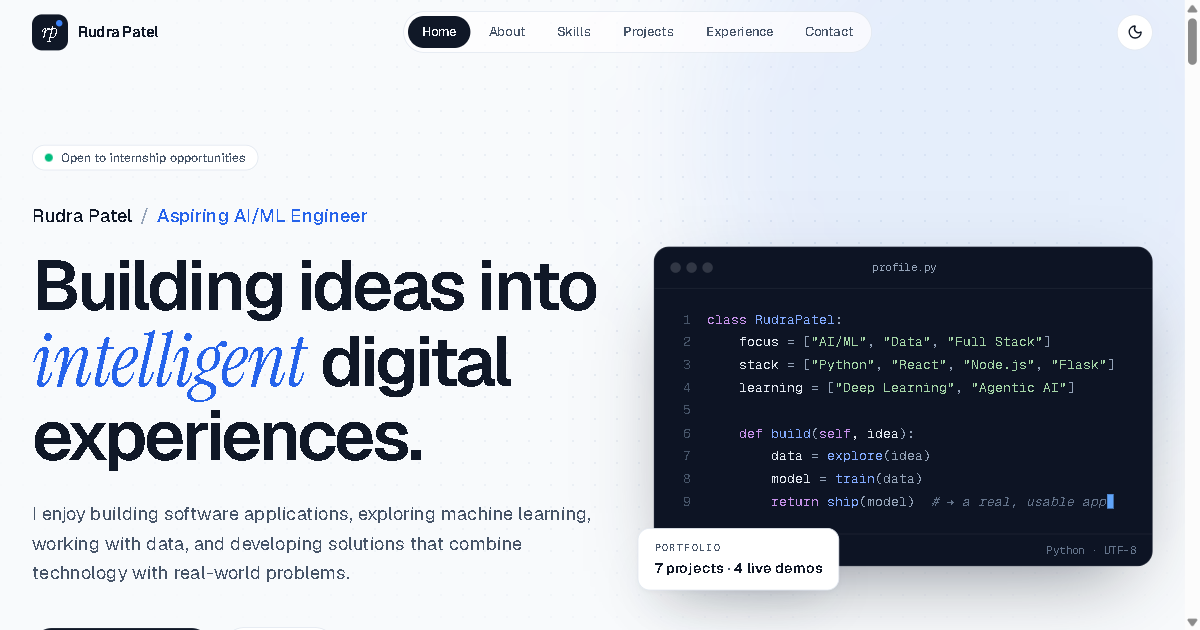 rp Rudra Patel
Home About Skills Projects Experience Contact
Open to internship opportunities
Rudra Patel / Aspiring AI/ML Engineer
Building ideas into
intelligent digital
experiences.
I enjoy building software applications, exploring machine learning,
working with data, and developing solutions that combine
technology with real-world problems.
profile.py
1 class RudraPatel:
2 focus = ["AI/ML", "Data", "Full Stack"]
3 stack = ["Python", "React", "Node.js", "Flask"]
4 learning = ["Deep Learning", "Agentic AI"]
5
6 def build(self, idea):
7 data = explore(idea)
8 model = train(data)
9 return ship(model) # → a real, usable app
PORTFOLIO
7 projects · 4 live demos
Python · UTF-8